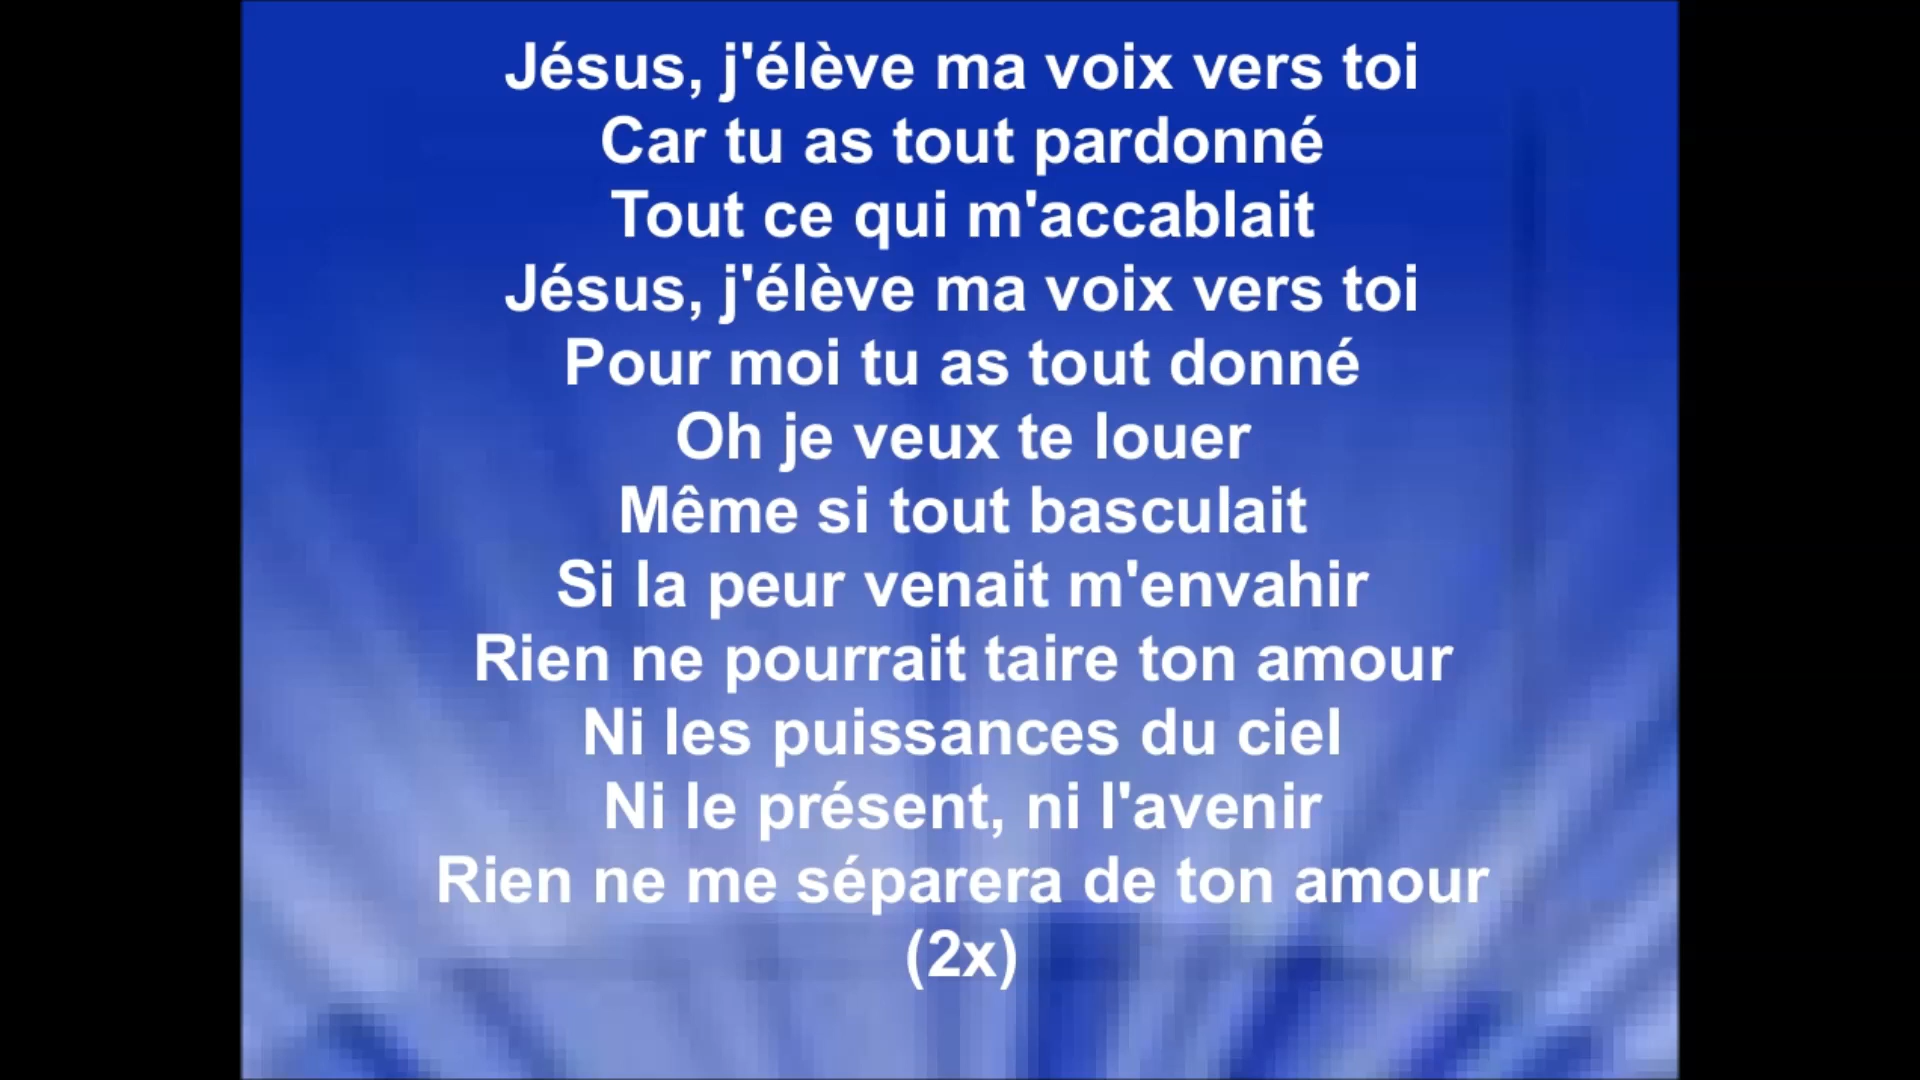 Jésus, j'élève ma voix vers toi
Car tu as tout pardonné
Tout ce qui m'accablait
Jésus, j'élève ma voix vers toi
Pour moi tu as tout donné
Oh je veux te louer
Même si tout basculait
Si la peur venait m'envahir
Rien ne pourrait taire ton amour
Ni les puissances du ciel
Ni le présent, ni l'avenir
Rien ne me séparera de ton amour
(2x)